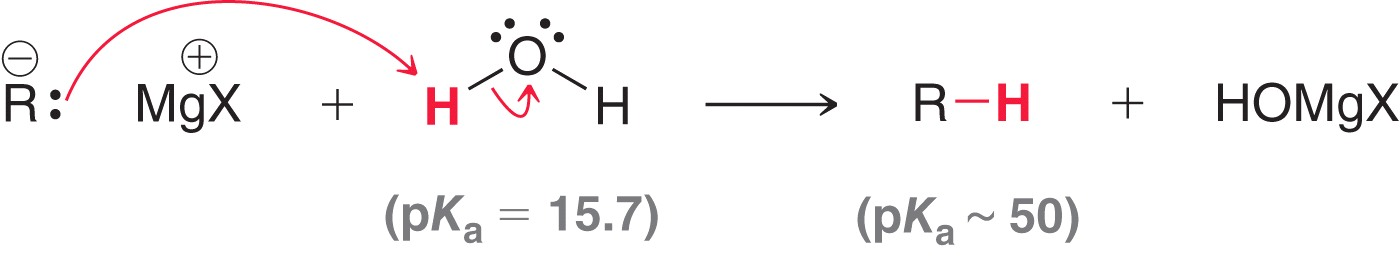 R:⊖ MgX⊕ + H–O–H ⟶ R–H + HOMgX
(pKa = 15.7) (pKa ~ 50)